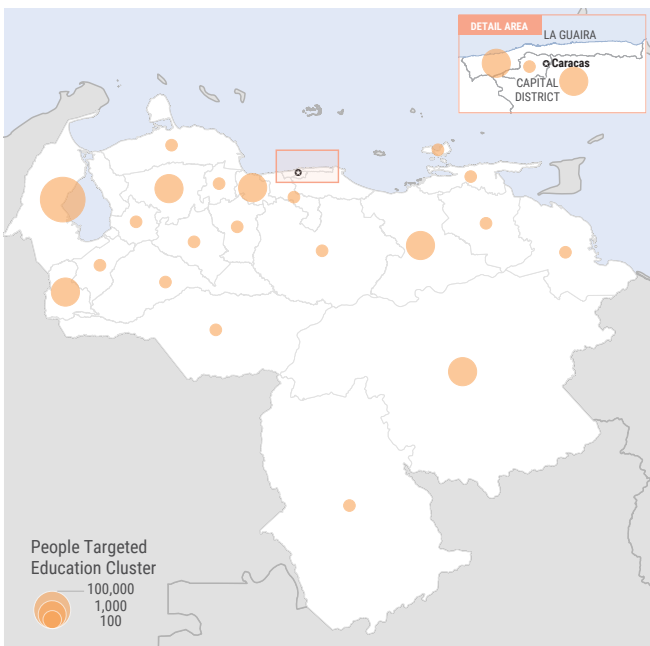 DETAIL AREA
LA GUAIRA
Caracas
CAPITAL
DISTRICT
People Targeted
Education Cluster
100,000
1,000
100